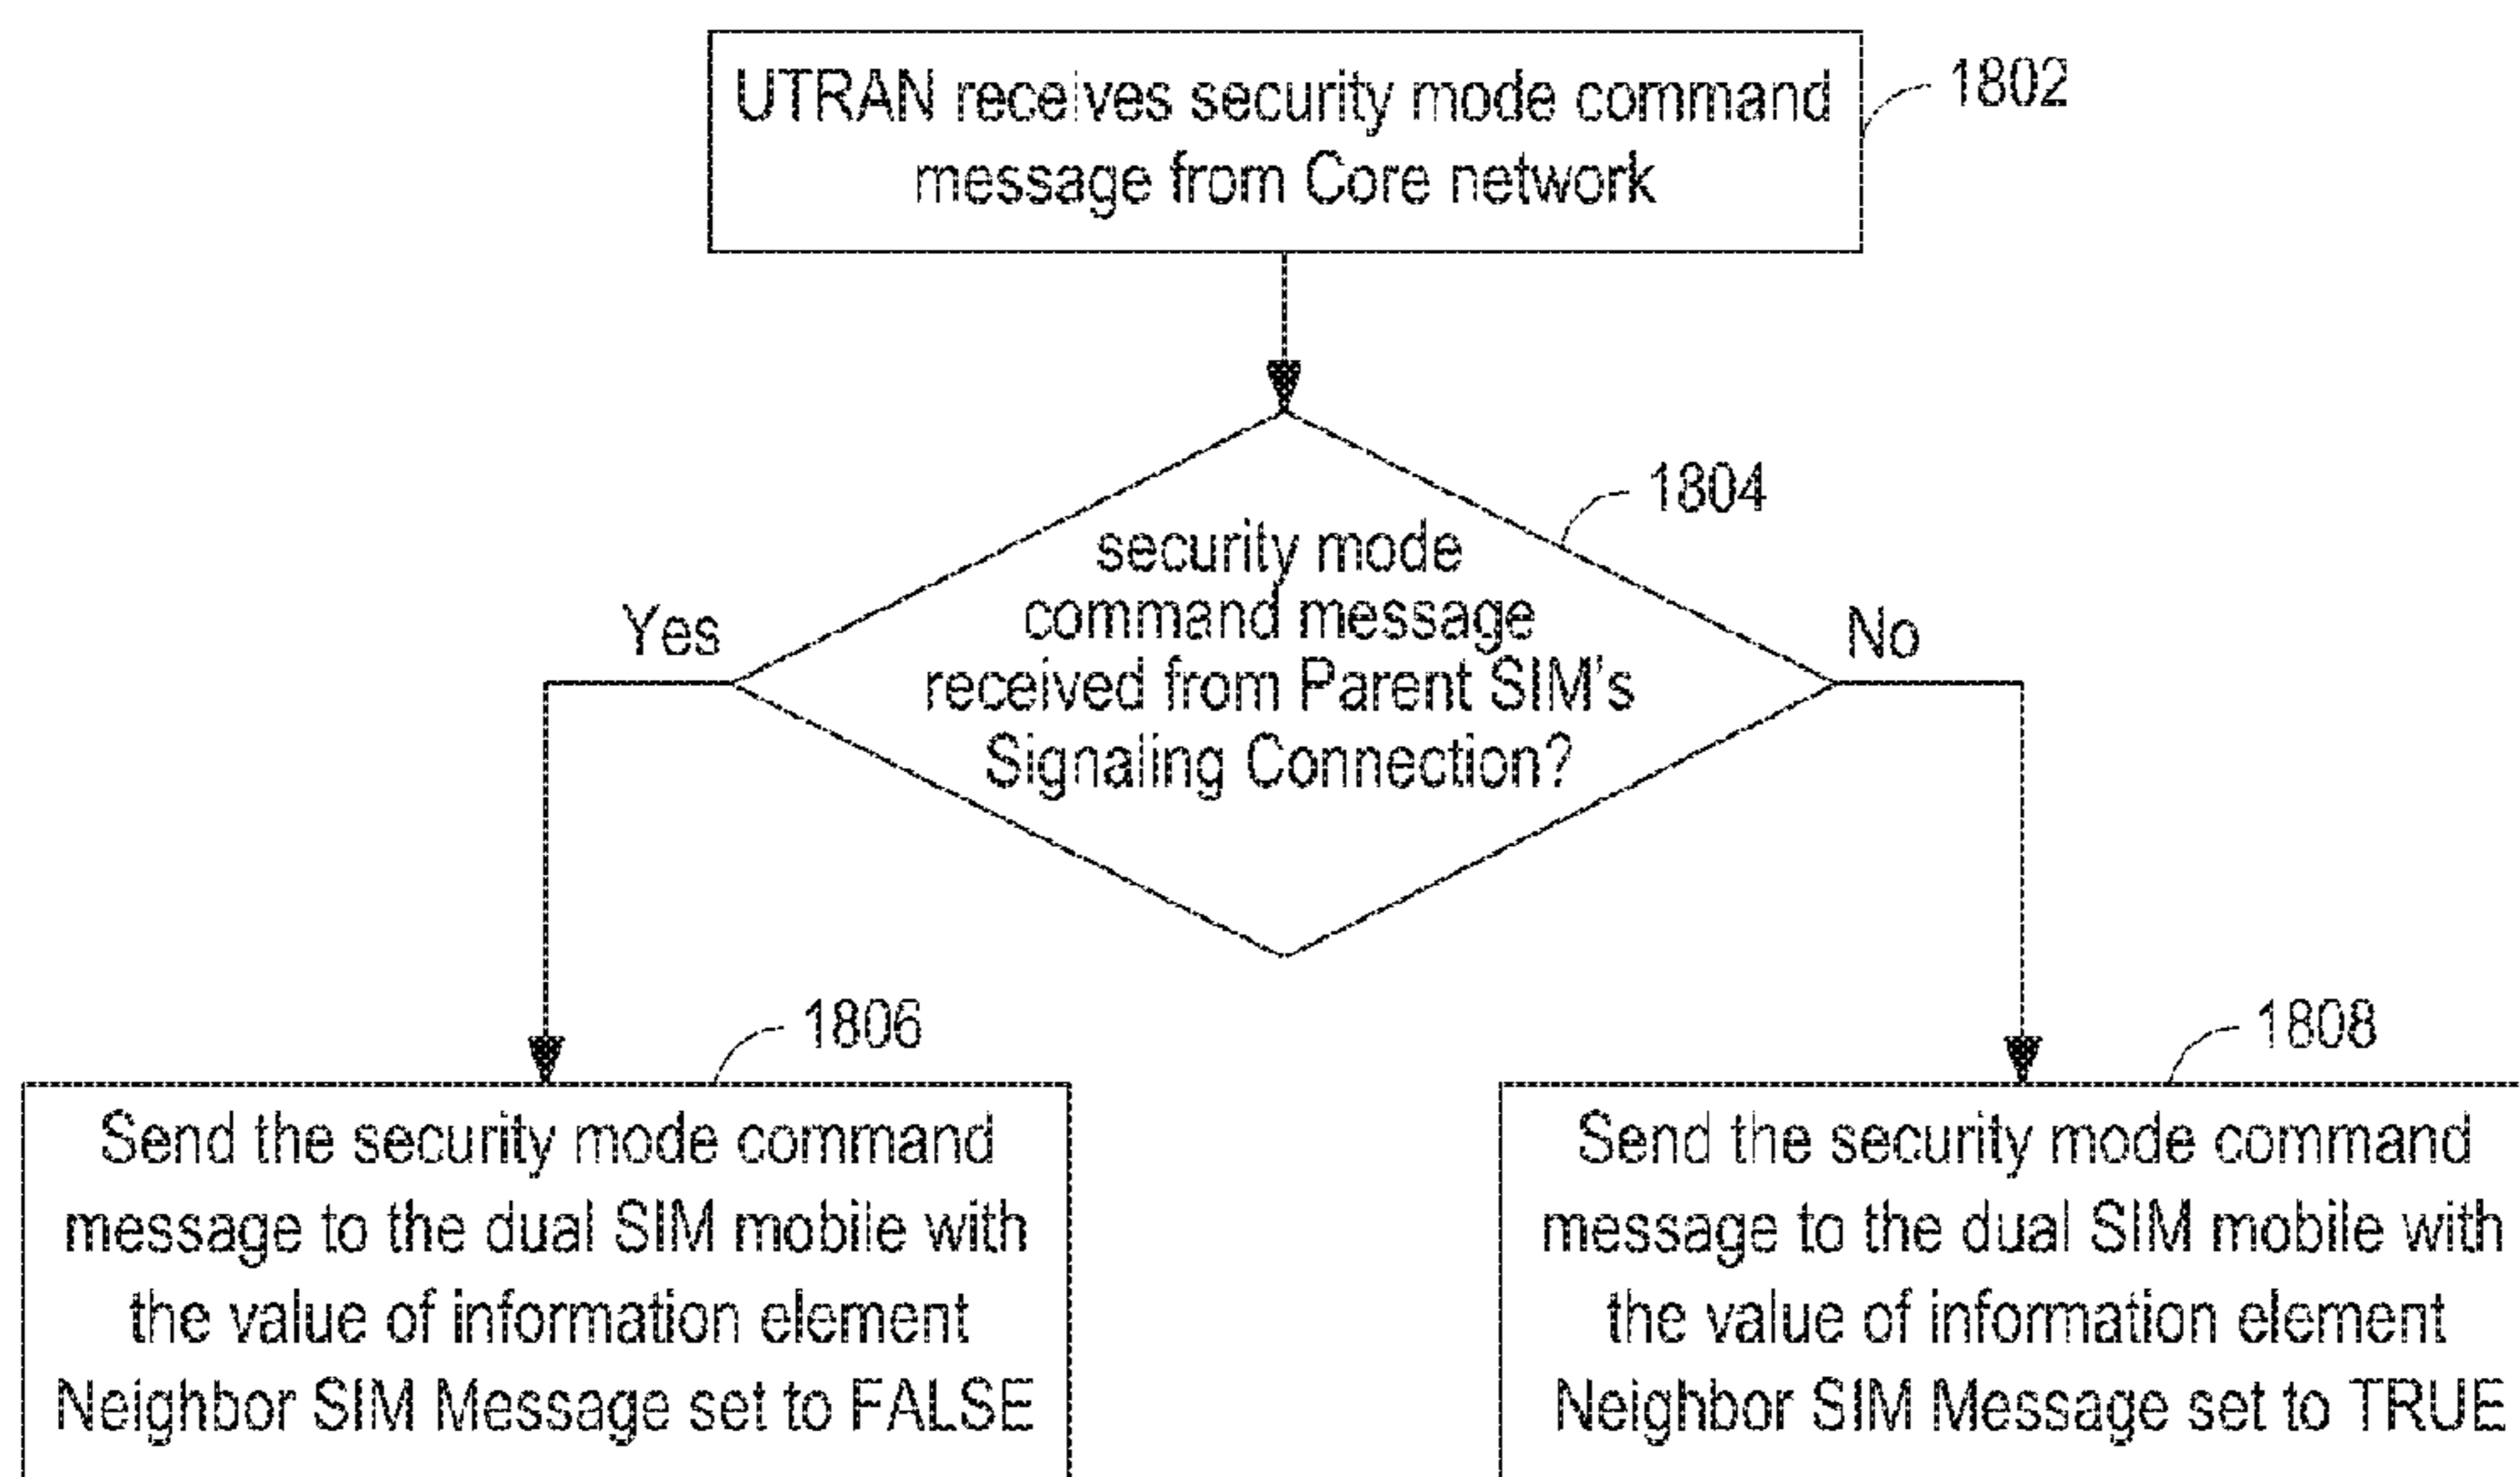 UTRAN receives security mode command
message from Core network
1802
1804
security mode
command message
received from Parent SIM's
Signaling Connection?
Yes
No
1806
Send the security mode command
message to the dual SIM mobile with
the value of information element
Neighbor SIM Message set to FALSE
1808
Send the security mode command
message to the dual SIM mobile with
the value of information element
Neighbor SIM Message set to TRUE